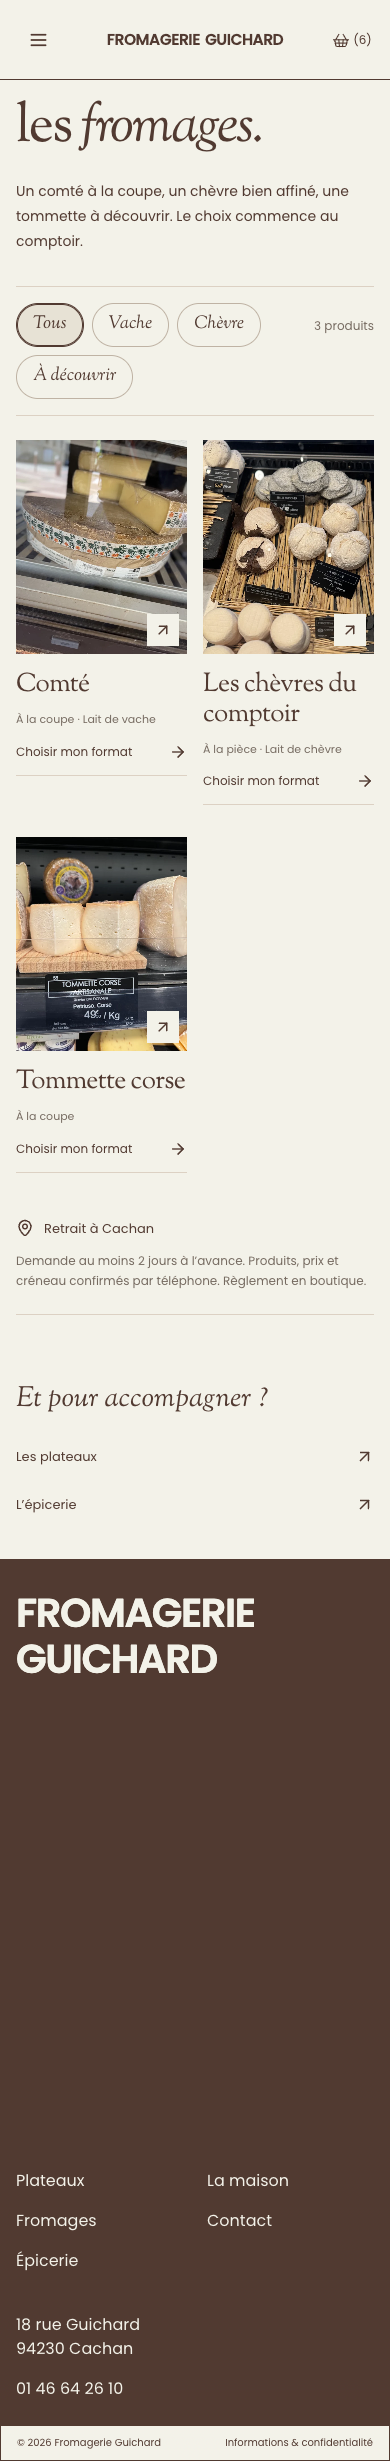 FROMAGERIE GUICHARD
(6)
les fromages.
Un comté à la coupe, un chèvre bien affiné, une
tommette à découvrir. Le choix commence au
comptoir.
Tous
Vache
Chèvre
3 produits
À découvrir
Comté
À la coupe · Lait de vache
Choisir mon format
Les chèvres du
comptoir
À la pièce · Lait de chèvre
Choisir mon format
TOMMETTE CORSE
ARTISANALE
Petriuso, Corse
/ Kg
Tommette corse
À la coupe
Choisir mon format
Retrait à Cachan
Demande au moins 2 jours à l’avance. Produits, prix et
créneau confirmés par téléphone. Règlement en boutique.
Et pour accompagner ?
Les plateaux
L’épicerie
FROMAGERIE
GUICHARD
Plateaux
La maison
Fromages
Contact
Épicerie
18 rue Guichard
94230 Cachan
01 46 64 26 10
© 2026 Fromagerie Guichard
Informations & confidentialité